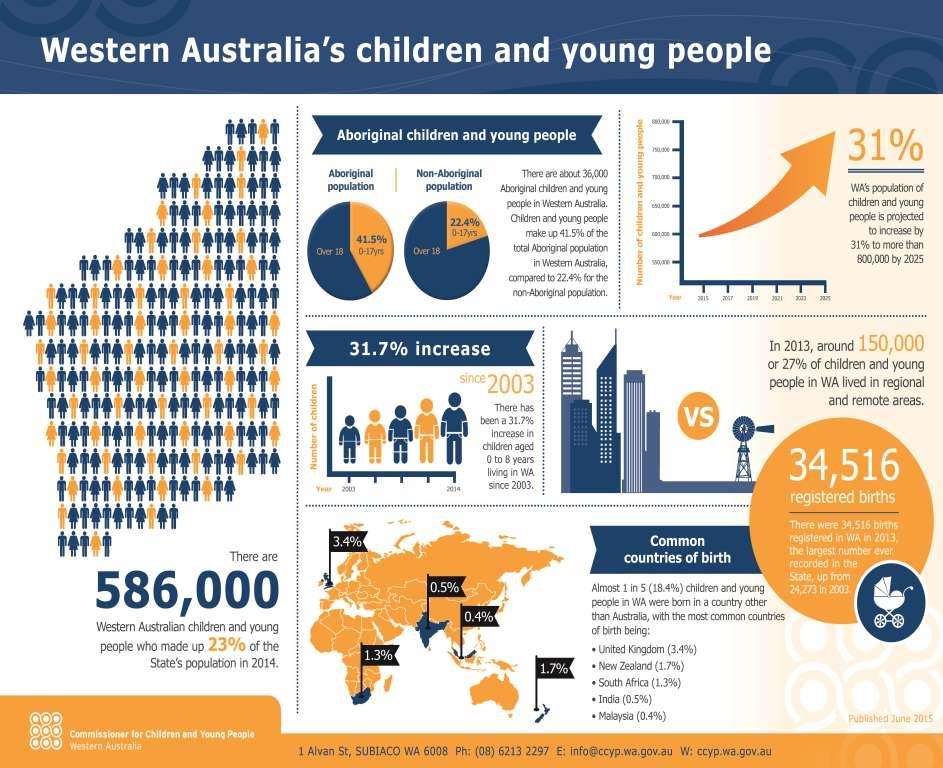 Western Australia's children and young people
There are
586,000
Western Australian children and young
people who made up 23% of the
State's population in 2014.
Aboriginal children and young people
Aboriginal
population
Non-Aboriginal
population
Over 18
41.5%
0-17yrs
Over 18
22.4%
0-17yrs
There are about 36,000
Aboriginal children and young
people in Western Australia.
Children and young people
make up 41.5% of the
total Aboriginal population
in Western Australia,
compared to 22.4% for the
non-Aboriginal population.
Number of children and young people
800,000
750,000
700,000
650,000
600,000
550,000
Year
2015
2017
2019
2021
2023
2025
31%
WA's population of
children and young
people is projected
to increase by
31% to more than
800,000 by 2025
31.7% increase
Number of children
Year
2003
2014
since 2003
There has
been a 31.7%
increase in
children aged
0 to 8 years
living in WA
since 2003.
VS
In 2013, around 150,000
or 27% of children and young
people in WA lived in regional
and remote areas.
34,516
registered births
There were 34,516 births
registered in WA in 2013,
the largest number ever
recorded in the
State, up from
24,273 in 2003.
3.4%
0.5%
0.4%
1.3%
1.7%
Common
countries of birth
Almost 1 in 5 (18.4%) children and young
people in WA were born in a country other
than Australia, with the most common countries
of birth being:
• United Kingdom (3.4%)
• New Zealand (1.7%)
• South Africa (1.3%)
• India (0.5%)
• Malaysia (0.4%)
Published June 2015
Commissioner for Children and Young People
Western Australia
1 Alvan St, SUBIACO WA 6008 Ph: (08) 6213 2297 E: info@ccyp.wa.gov.au W: ccyp.wa.gov.au